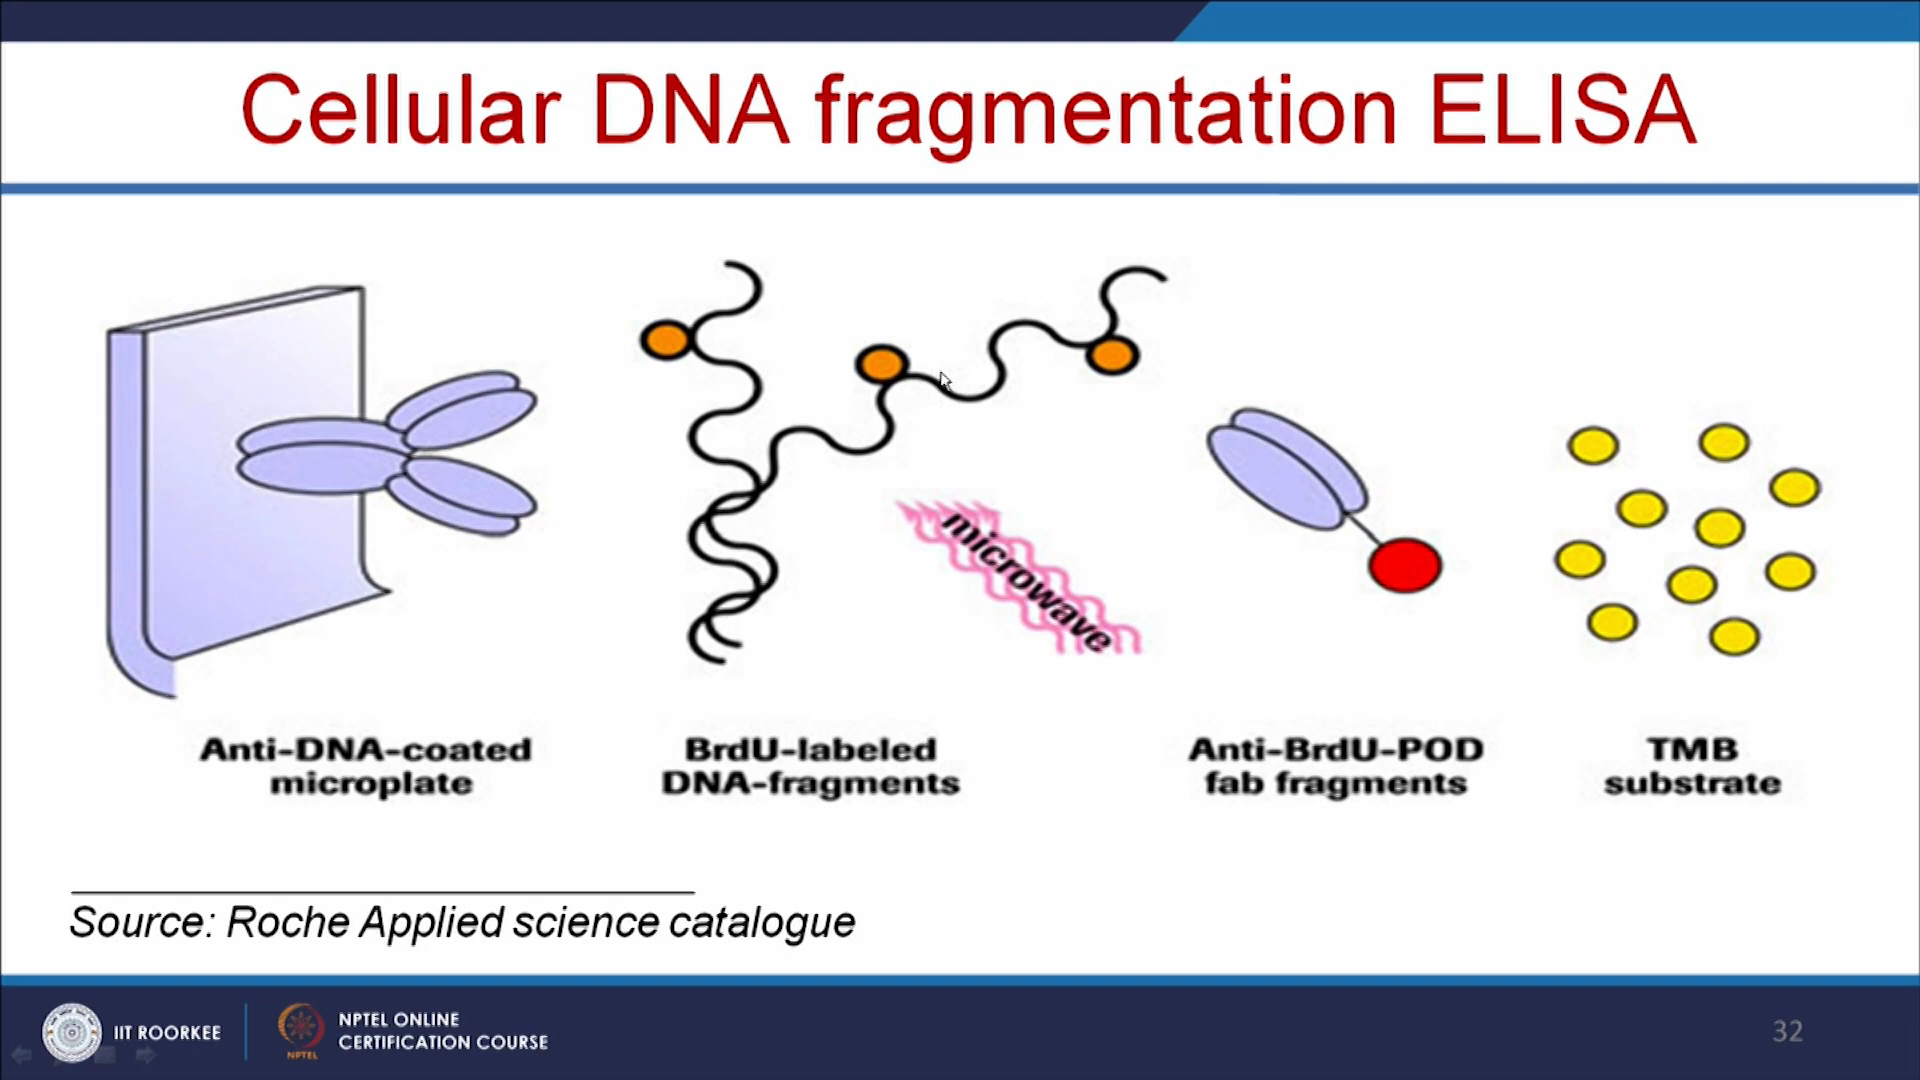 Cellular DNA fragmentation ELISA
microwave
Anti-DNA-coated
microplate
BrdU-labeled
DNA-fragments
Anti-BrdU-POD
fab fragments
TMB
substrate
Source: Roche Applied science catalogue
IIT ROORKEE
NPTEL
NPTEL ONLINE
CERTIFICATION COURSE
32